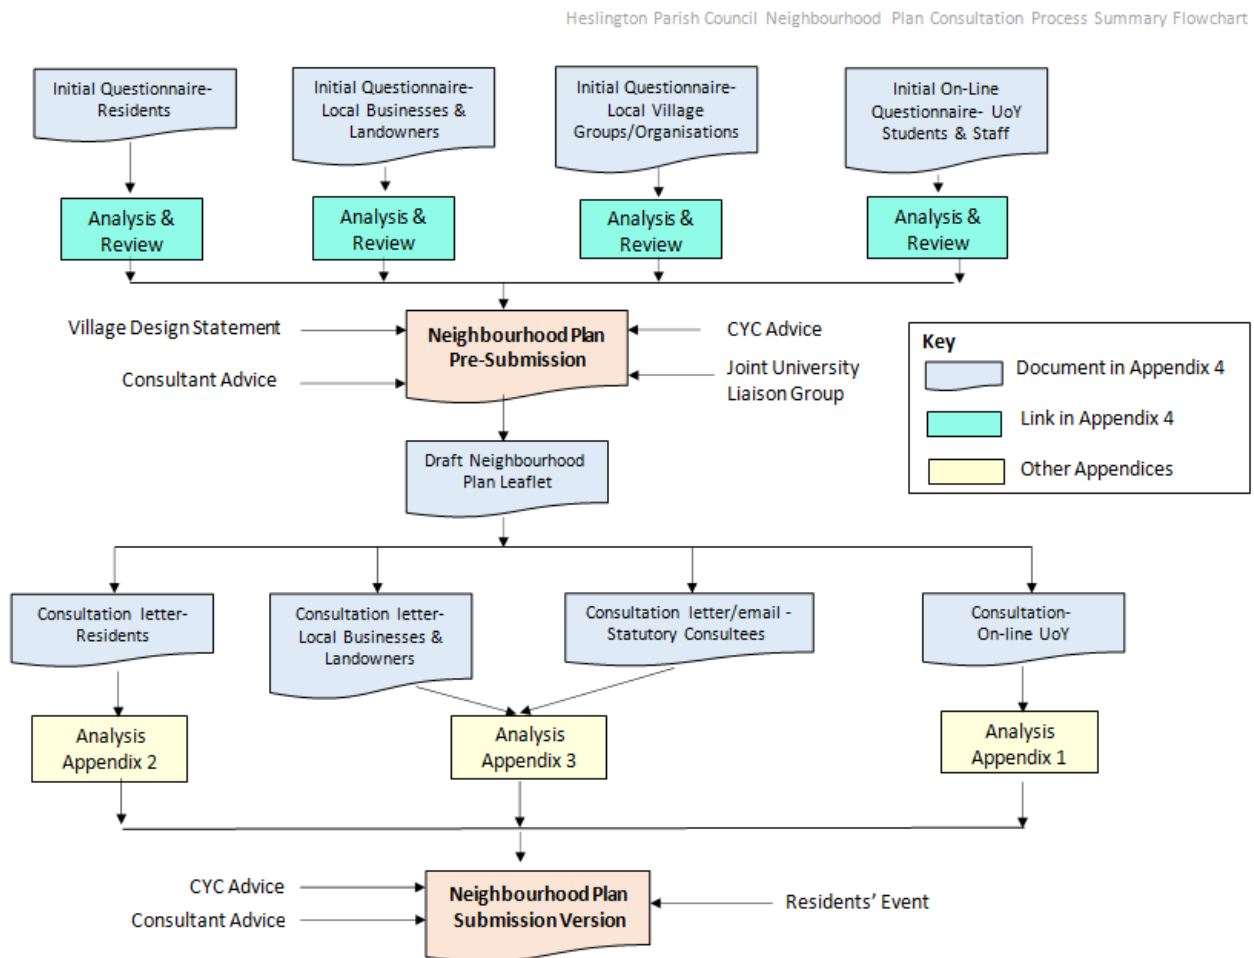 Heslington Parish Council Neighbourhood Plan Consultation Process Summary Flowchart
Initial Questionnaire-
Residents
Initial Questionnaire-
Local Businesses &
Landowners
Initial Questionnaire-
Local Village
Groups/Organisations
Initial On-Line
Questionnaire- UoY
Students & Staff
Analysis &
Review
Analysis &
Review
Analysis &
Review
Analysis &
Review
Village Design Statement
Consultant Advice
Neighbourhood Plan
Pre-Submission
CYC Advice
Joint University
Liaison Group
Key
Document in Appendix 4
Link in Appendix 4
Other Appendices
Draft Neighbourhood
Plan Leaflet
Consultation letter-
Residents
Consultation letter-
Local Businesses &
Landowners
Consultation letter/email -
Statutory Consultees
Consultation-
On-line UoY
Analysis
Appendix 2
Analysis
Appendix 3
Analysis
Appendix 1
CYC Advice
Consultant Advice
Neighbourhood Plan
Submission Version
Residents' Event